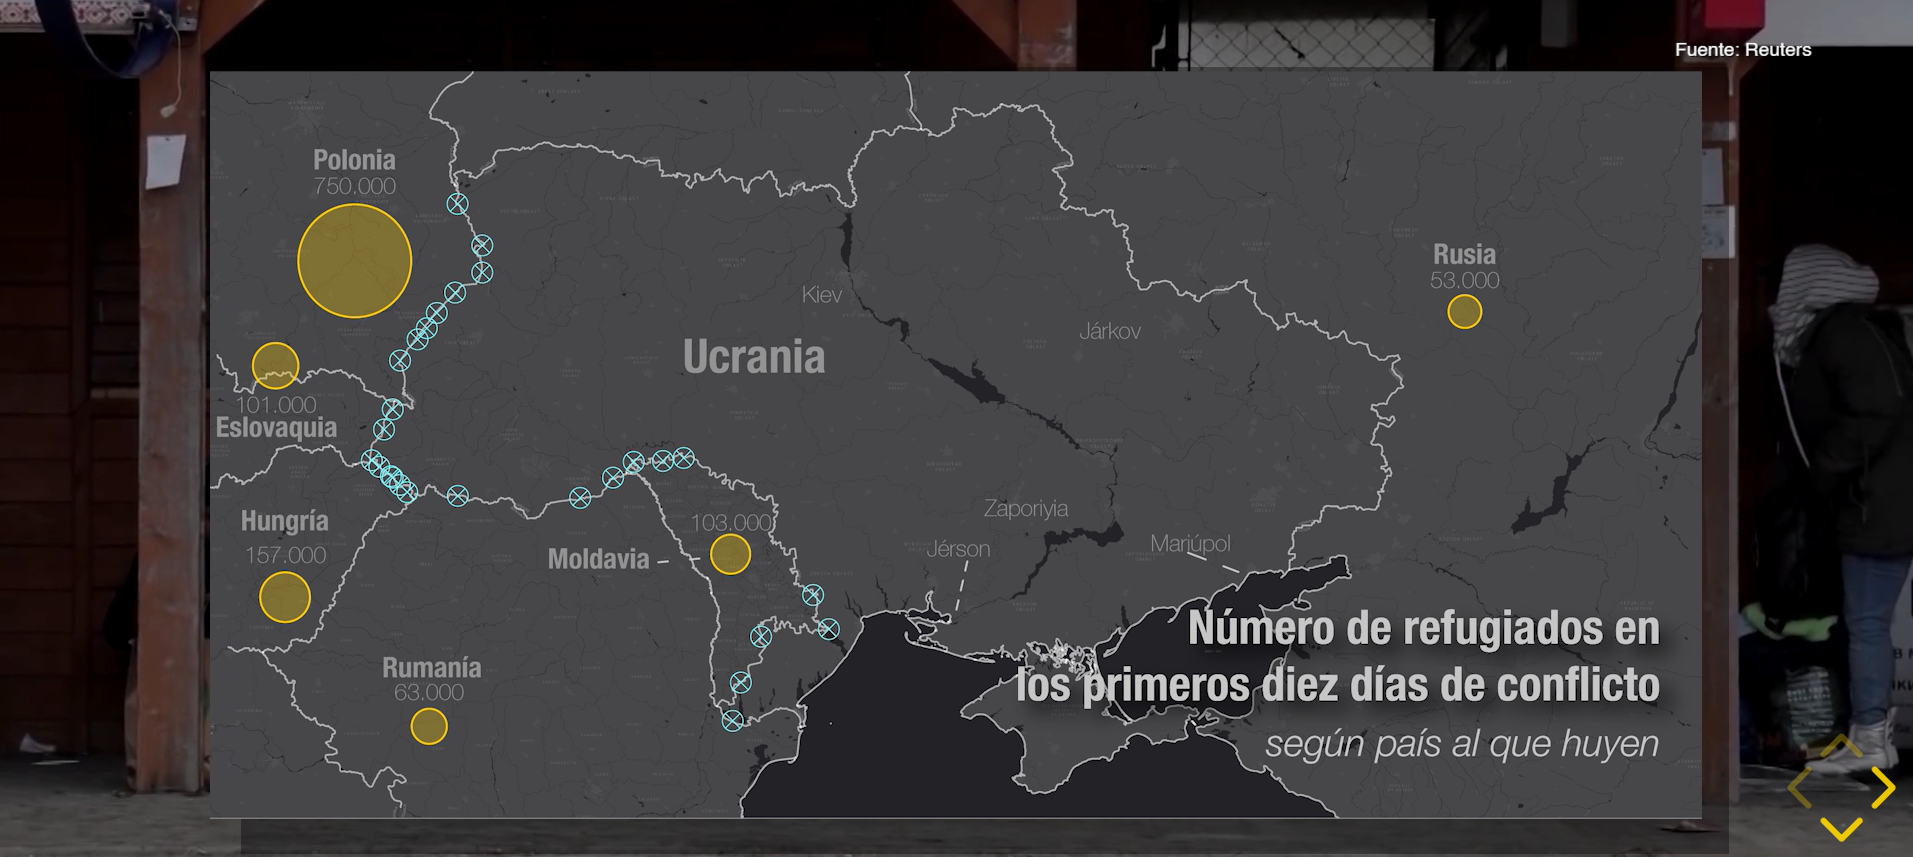 Fuente: Reuters
Polonia
750.000
Rusia
53.000
Kiev
Járkov
Ucrania
101.000
Eslovaquia
Hungría
157.000
103.000
Moldavia
Zaporiyia
Jérson
Mariúpol
Rumanía
63.000
Número de refugiados en
los primeros diez días de conflicto
según país al que huyen